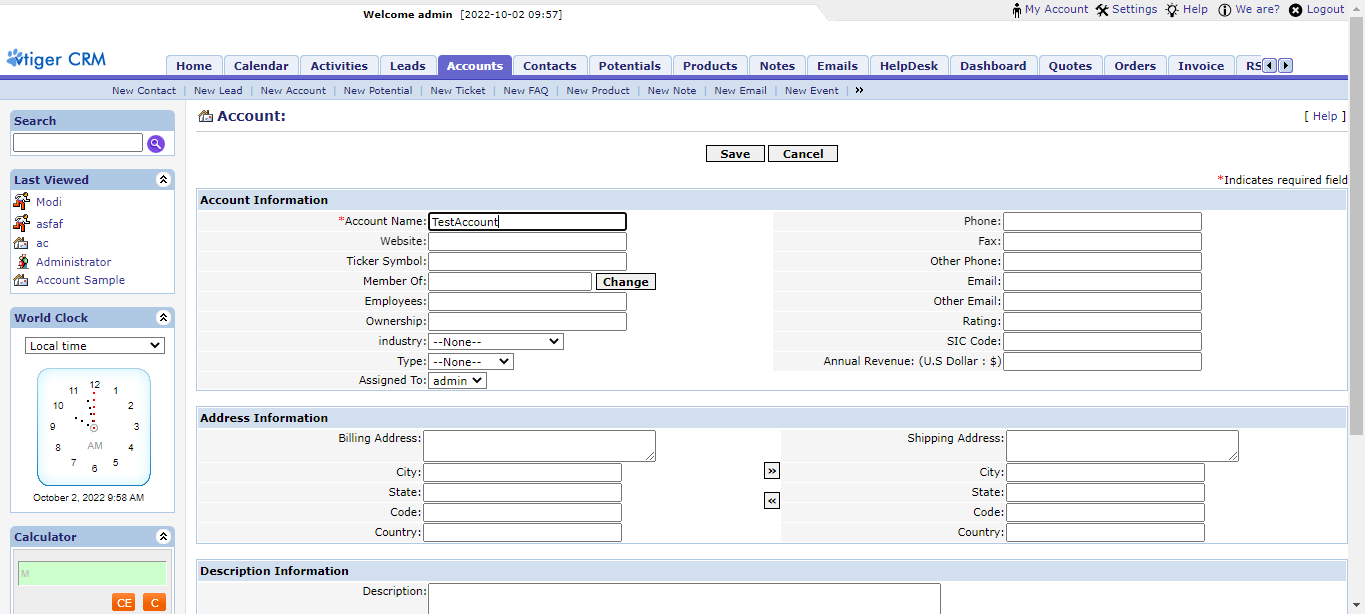 Welcome admin [2022-10-02 09:57]
My Account Settings Help We are? Logout
vtiger CRM
Home Calendar Activities Leads Accounts Contacts Potentials Products Notes Emails HelpDesk Dashboard Quotes Orders Invoice RS
New Contact | New Lead | New Account | New Potential | New Ticket | New FAQ | New Product | New Note | New Email | New Event | »
Search
Last Viewed
Modi
asfaf
ac
Administrator
Account Sample
World Clock
Local time
12
11 1
10 2
9 3
AM
8 4
7 5
6
October 2, 2022 9:58 AM
Calculator
M
CE C
Account:
[ Help ]
Save Cancel
*Indicates required field
Account Information
*Account Name: TestAccount Phone:
Website: Fax:
Ticker Symbol: Other Phone:
Member Of: Change Email:
Employees: Other Email:
Ownership: Rating:
industry: --None-- SIC Code:
Type: --None-- Annual Revenue: (U.S Dollar : $)
Assigned To: admin
Address Information
Billing Address: Shipping Address:
City: » City:
State: « State:
Code: Code:
Country: Country:
Description Information
Description: